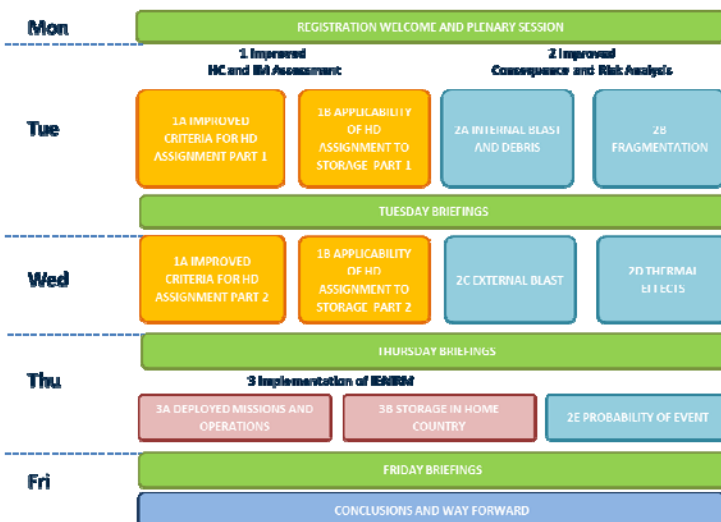 Mon
REGISTRATION WELCOME AND PLENARY SESSION
1 Improved
HC and IM Assessment
2 Improved
Consequence and Risk Analysis
Tue
1A IMPROVED
CRITERIA FOR HD
ASSIGNMENT PART 1
1B APPLICABILITY
OF HD
ASSIGNMENT TO
STORAGE PART 1
2A INTERNAL BLAST
AND DEBRIS
2B
FRAGMENTATION
TUESDAY BRIEFINGS
Wed
1A IMPROVED
CRITERIA FOR HD
ASSIGNMENT PART 2
1B APPLICABILITY
OF HD
ASSIGNMENT TO
STORAGE PART 2
2C EXTERNAL BLAST
2D THERMAL
EFFECTS
THURSDAY BRIEFINGS
Thu
3 Implementation of
3A DEPLOYED MISSIONS AND
OPERATIONS
3B STORAGE IN HOME
COUNTRY
2E PROBABILITY OF EVENT
FRIDAY BRIEFINGS
Fri
CONCLUSIONS AND WAY FORWARD